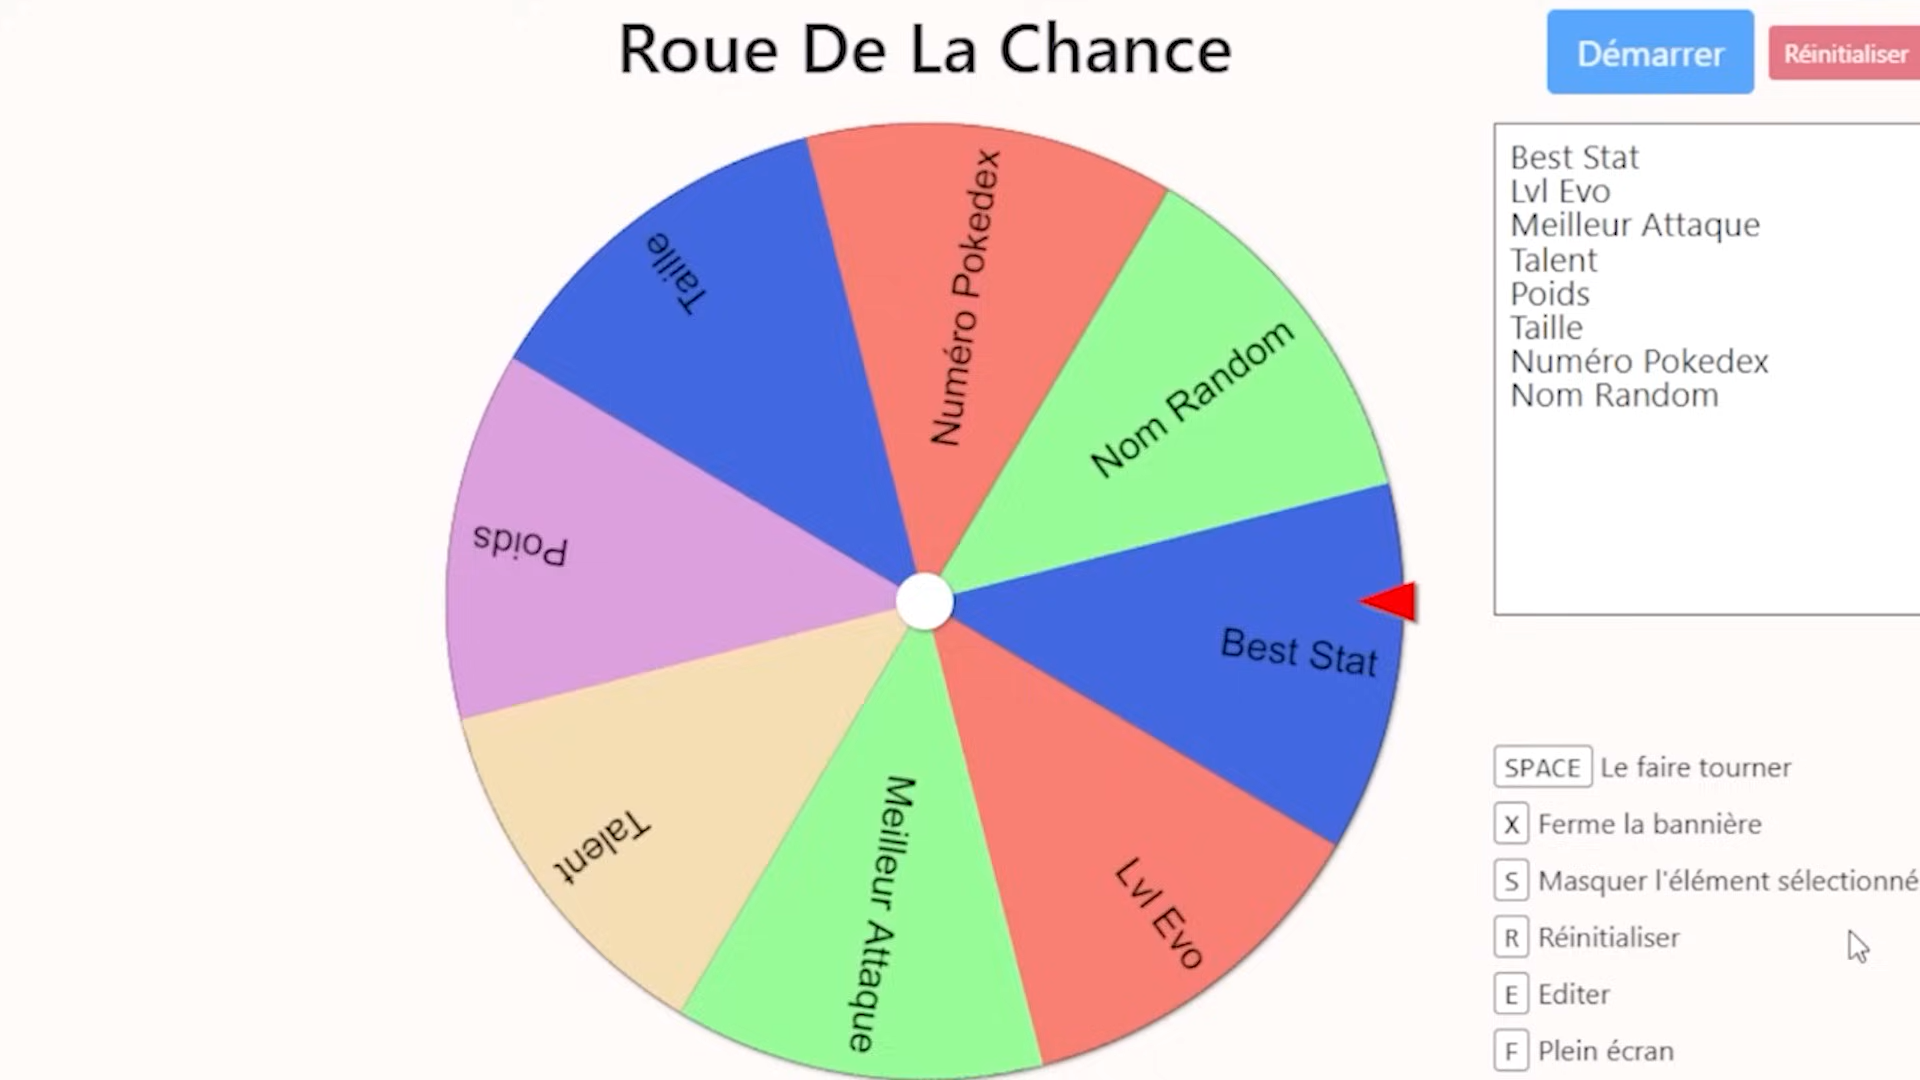 Roue De La Chance
Démarrer
Réinitialiser
Numéro Pokedex
Taille
Nom Random
Poids
Best Stat
Talent
Meilleur Attaque
Lvl Evo
Best Stat
Lvl Evo
Meilleur Attaque
Talent
Poids
Taille
Numéro Pokedex
Nom Random
SPACE Le faire tourner
X Ferme la bannière
S Masquer l'élément sélectionné
R Réinitialiser
E Editer
F Plein écran